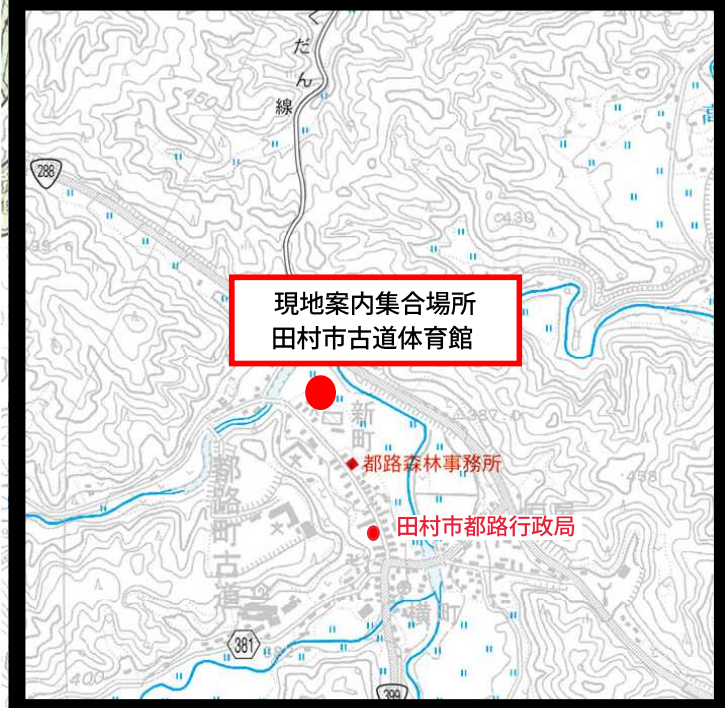 くだん線
450
288
430
高
現地案内集合場所
田村市古道体育館
新町
387
都路森林事務所
458
都路町古道
田村市都路行政局
横町
381
400
399